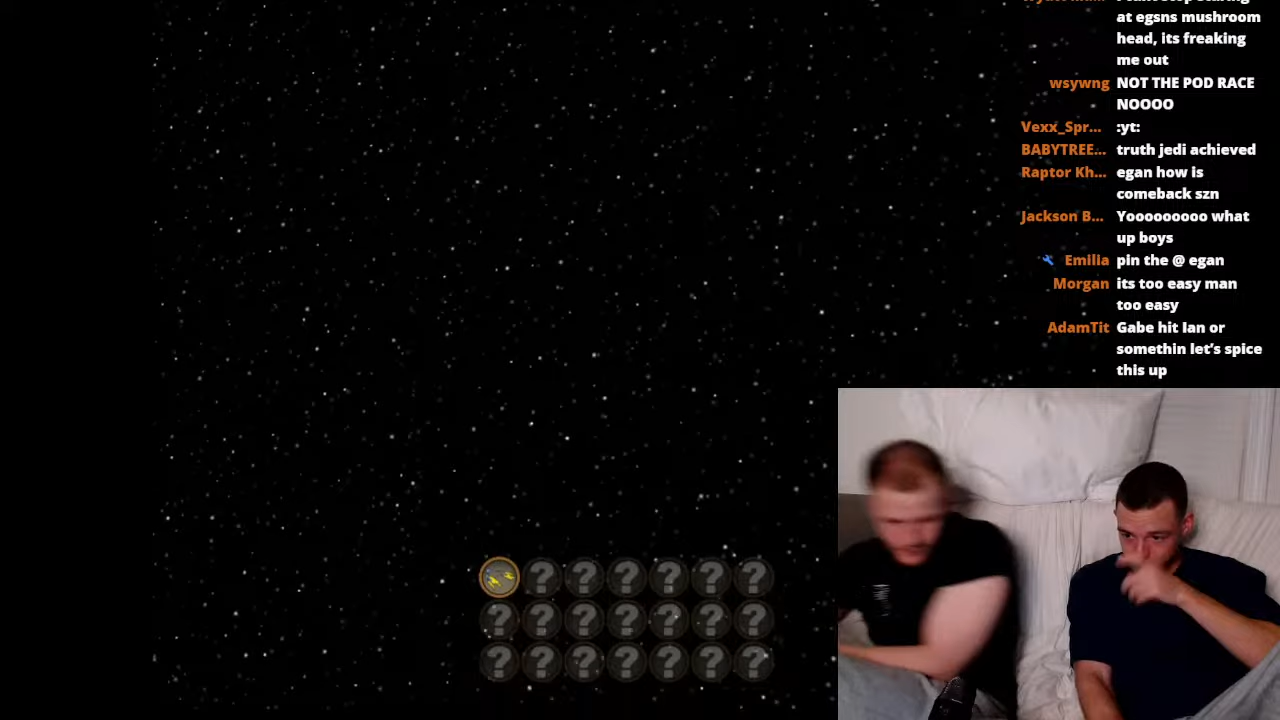 at egsns mushroom
head, its freaking
me out
wsywng NOT THE POD RACE
NOOOO
Vexx_Spr... :yt:
BABYTREE... truth jedi achieved
Raptor Kh... egan how is
comeback szn
Jackson B... Yooooooooo what
up boys
Emilia pin the @ egan
Morgan its too easy man
too easy
AdamTit Gabe hit Ian or
somethin let's spice
this up
? ? ? ? ? ?
? ? ? ? ? ? ?
? ? ? ? ? ? ?